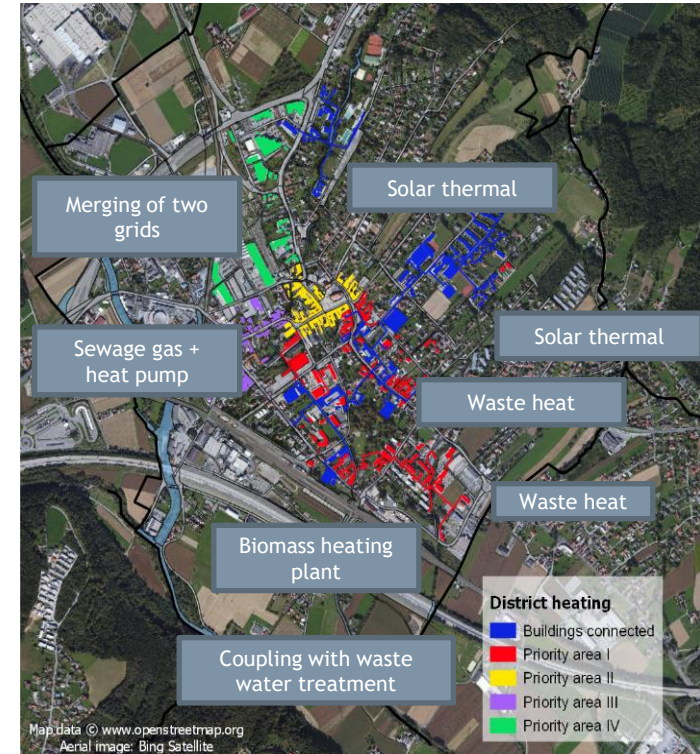 Solar thermal
Merging of two
grids
Solar thermal
Sewage gas +
heat pump
Waste heat
Waste heat
Biomass heating
plant
Coupling with waste
water treatment
District heating
Buildings connected
Priority area I
Priority area II
Priority area III
Priority area IV
Map data © www.openstreetmap.org
Aerial image: Bing Satellite